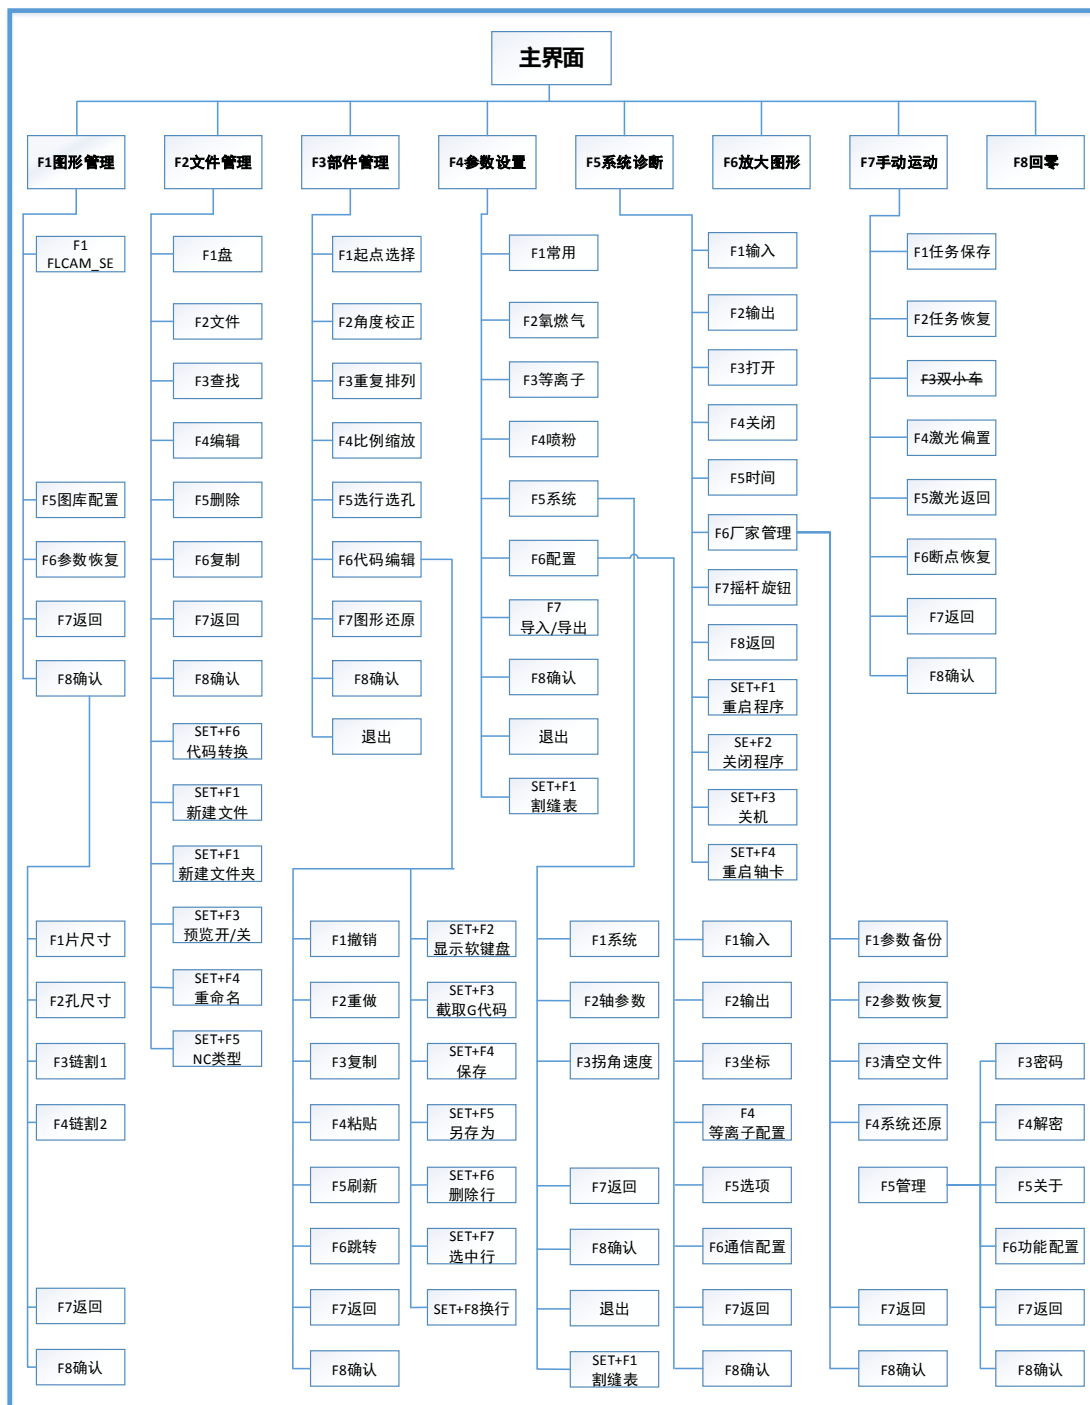 主界面
F1图形管理
F2文件管理
F3部件管理
F4参数设置
F5系统诊断
F6放大图形
F7手动运动
F8回零
F1
FLCAM_SE
F5图库配置
F6参数恢复
F7返回
F8确认
F1片尺寸
F2孔尺寸
F3链割1
F4链割2
F7返回
F8确认
F1盘
F2文件
F3查找
F4编辑
F5删除
F6复制
F7返回
F8确认
SET+F6
代码转换
SET+F1
新建文件
SET+F1
新建文件夹
SET+F3
预览开/关
SET+F4
重命名
SET+F5
NC类型
F1起点选择
F2角度校正
F3重复排列
F4比例缩放
F5选行选孔
F6代码编辑
F7图形还原
F8确认
退出
F1撤销
F2重做
F3复制
F4粘贴
F5刷新
F6跳转
F7返回
F8确认
SET+F2
显示软键盘
SET+F3
截取G代码
SET+F4
保存
SET+F5
另存为
SET+F6
删除行
SET+F7
选中行
SET+F8换行
F1常用
F2氧燃气
F3等离子
F4喷粉
F5系统
F6配置
F7
导入/导出
F8确认
退出
SET+F1
割缝表
F1系统
F2轴参数
F3拐角速度
F7返回
F8确认
退出
SET+F1
割缝表
F1输入
F2输出
F3坐标
F4
等离子配置
F5选项
F6通信配置
F7返回
F8确认
F1输入
F2输出
F3打开
F4关闭
F5时间
F6厂家管理
F7摇杆旋钮
F8返回
SET+F1
重启程序
SE+F2
关闭程序
SET+F3
关机
SET+F4
重启轴卡
F1参数备份
F2参数恢复
F3清空文件
F4系统还原
F5管理
F7返回
F8确认
F3密码
F4解密
F5关于
F6功能配置
F7返回
F8确认
F1任务保存
F2任务恢复
F3双小车
F4激光偏置
F5激光返回
F6断点恢复
F7返回
F8确认